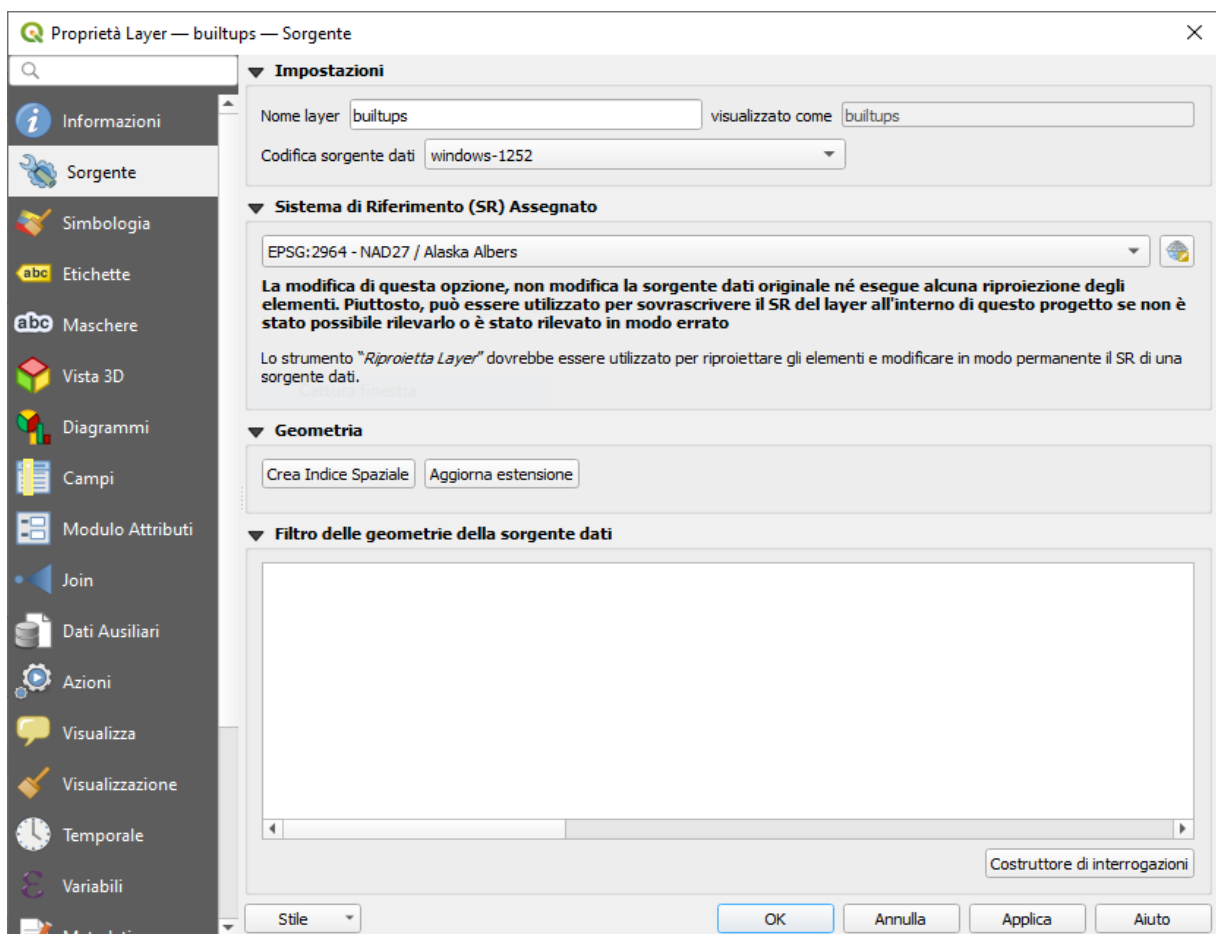 Proprietà Layer — builtups — Sorgente
Informazioni
Sorgente
Simbologia
abc Etichette
abc Maschere
Vista 3D
Diagrammi
Campi
Modulo Attributi
Join
Dati Ausiliari
Azioni
Visualizza
Visualizzazione
Temporale
Variabili
Impostazioni
Nome layer builtups visualizzato come builtups
Codifica sorgente dati windows-1252
Sistema di Riferimento (SR) Assegnato
EPSG:2964 - NAD27 / Alaska Albers
La modifica di questa opzione, non modifica la sorgente dati originale né esegue alcuna riproiezione degli
elementi. Piuttosto, può essere utilizzato per sovrascrivere il SR del layer all'interno di questo progetto se non è
stato possibile rilevarlo o è stato rilevato in modo errato
Lo strumento "Riproietta Layer" dovrebbe essere utilizzato per riproiettare gli elementi e modificare in modo permanente il SR di una
sorgente dati.
Cattura finestra
Geometria
Crea Indice Spaziale Aggiorna estensione
Filtro delle geometrie della sorgente dati
Costruttore di interrogazioni
Stile OK Annulla Applica Aiuto